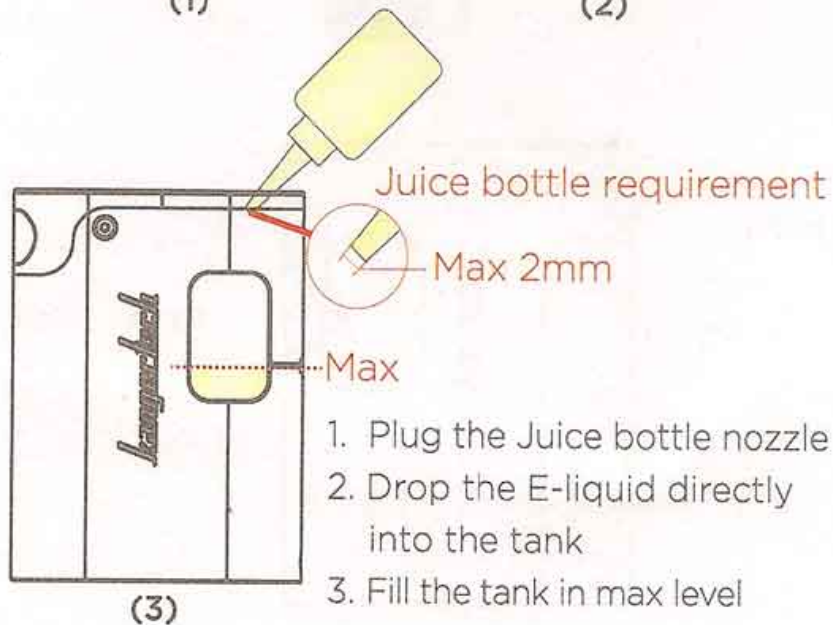 (1)
(2)
Juice bottle requirement
Max 2mm
kangertech
Max
1. Plug the Juice bottle nozzle
2. Drop the E-liquid directly
into the tank
3. Fill the tank in max level
(3)